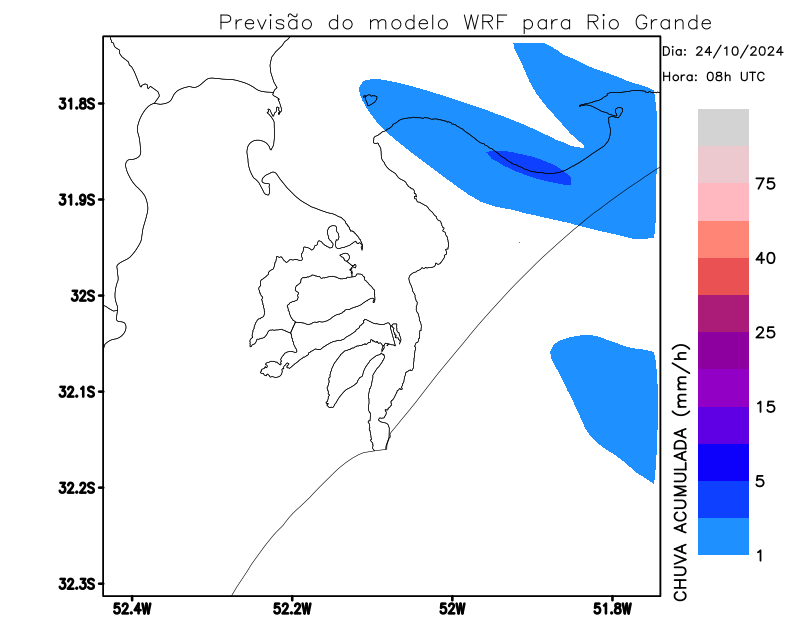 Previsão do modelo WRF para Rio Grande
Dia: 24/10/2024
Hora: 08h UTC
31.8S
31.9S
32S
32.1S
32.2S
32.3S
52.4W
52.2W
52W
51.8W
75
40
25
15
5
1
CHUVA ACUMULADA (mm/h)